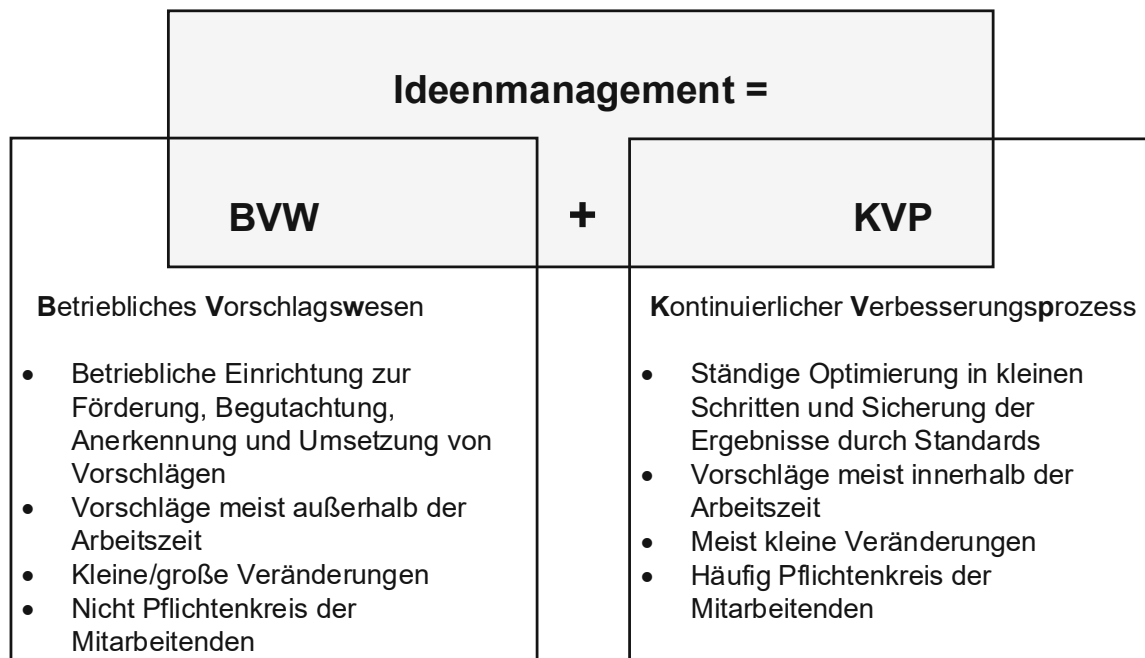 Ideenmanagement =
BVW + KVP
Betriebliches Vorschlagswesen
• Betriebliche Einrichtung zur
Förderung, Begutachtung,
Anerkennung und Umsetzung von
Vorschlägen
• Vorschläge meist außerhalb der
Arbeitszeit
• Kleine/große Veränderungen
• Nicht Pflichtenkreis der
Mitarbeitenden
Kontinuierlicher Verbesserungsprozess
• Ständige Optimierung in kleinen
Schritten und Sicherung der
Ergebnisse durch Standards
• Vorschläge meist innerhalb der
Arbeitszeit
• Meist kleine Veränderungen
• Häufig Pflichtenkreis der
Mitarbeitenden